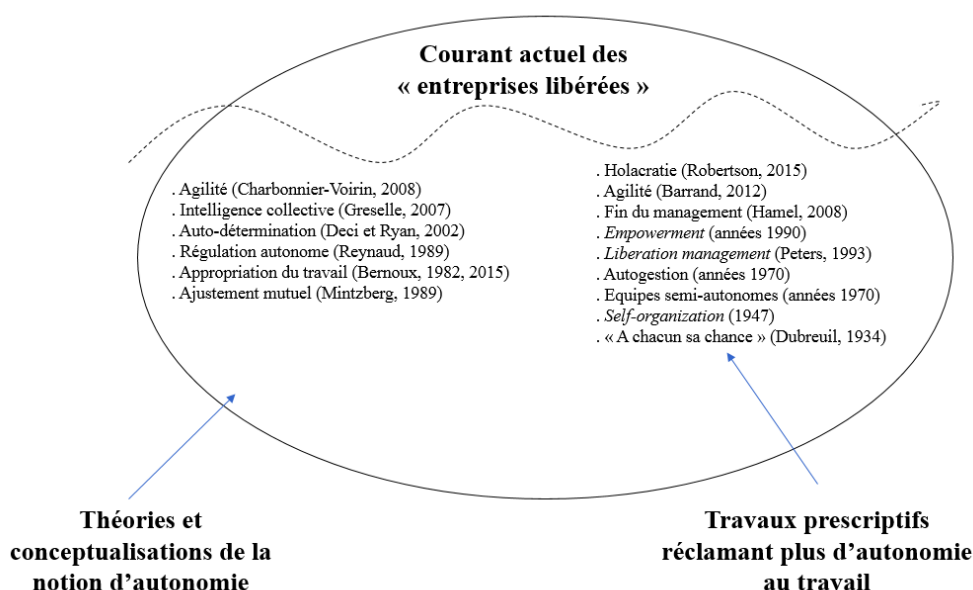 Courant actuel des
« entreprises libérées »
. Agilité (Charbonnier-Voirin, 2008)
. Intelligence collective (Greselle, 2007)
. Auto-détermination (Deci et Ryan, 2002)
. Régulation autonome (Reynaud, 1989)
. Appropriation du travail (Bernoux, 1982, 2015)
. Ajustement mutuel (Mintzberg, 1989)
. Holacratie (Robertson, 2015)
. Agilité (Barrand, 2012)
. Fin du management (Hamel, 2008)
. Empowerment (années 1990)
. Liberation management (Peters, 1993)
. Autogestion (années 1970)
. Equipes semi-autonomes (années 1970)
. Self-organization (1947)
. « A chacun sa chance » (Dubreuil, 1934)
Théories et
conceptualisations de la
notion d’autonomie
Travaux prescriptifs
réclamant plus d’autonomie
au travail